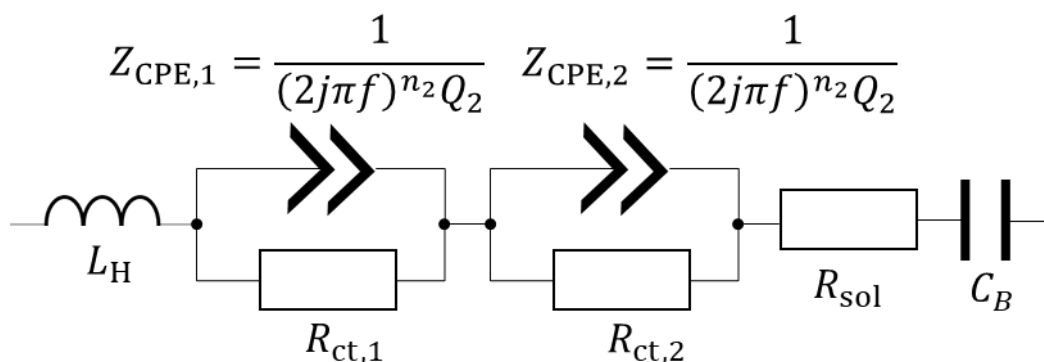 Z_CPE,1 = 1/((2jπf)^n₂ Q₂) Z_CPE,2 = 1/((2jπf)^n₂ Q₂)
L_H
R_ct,1
R_ct,2
R_sol
C_B